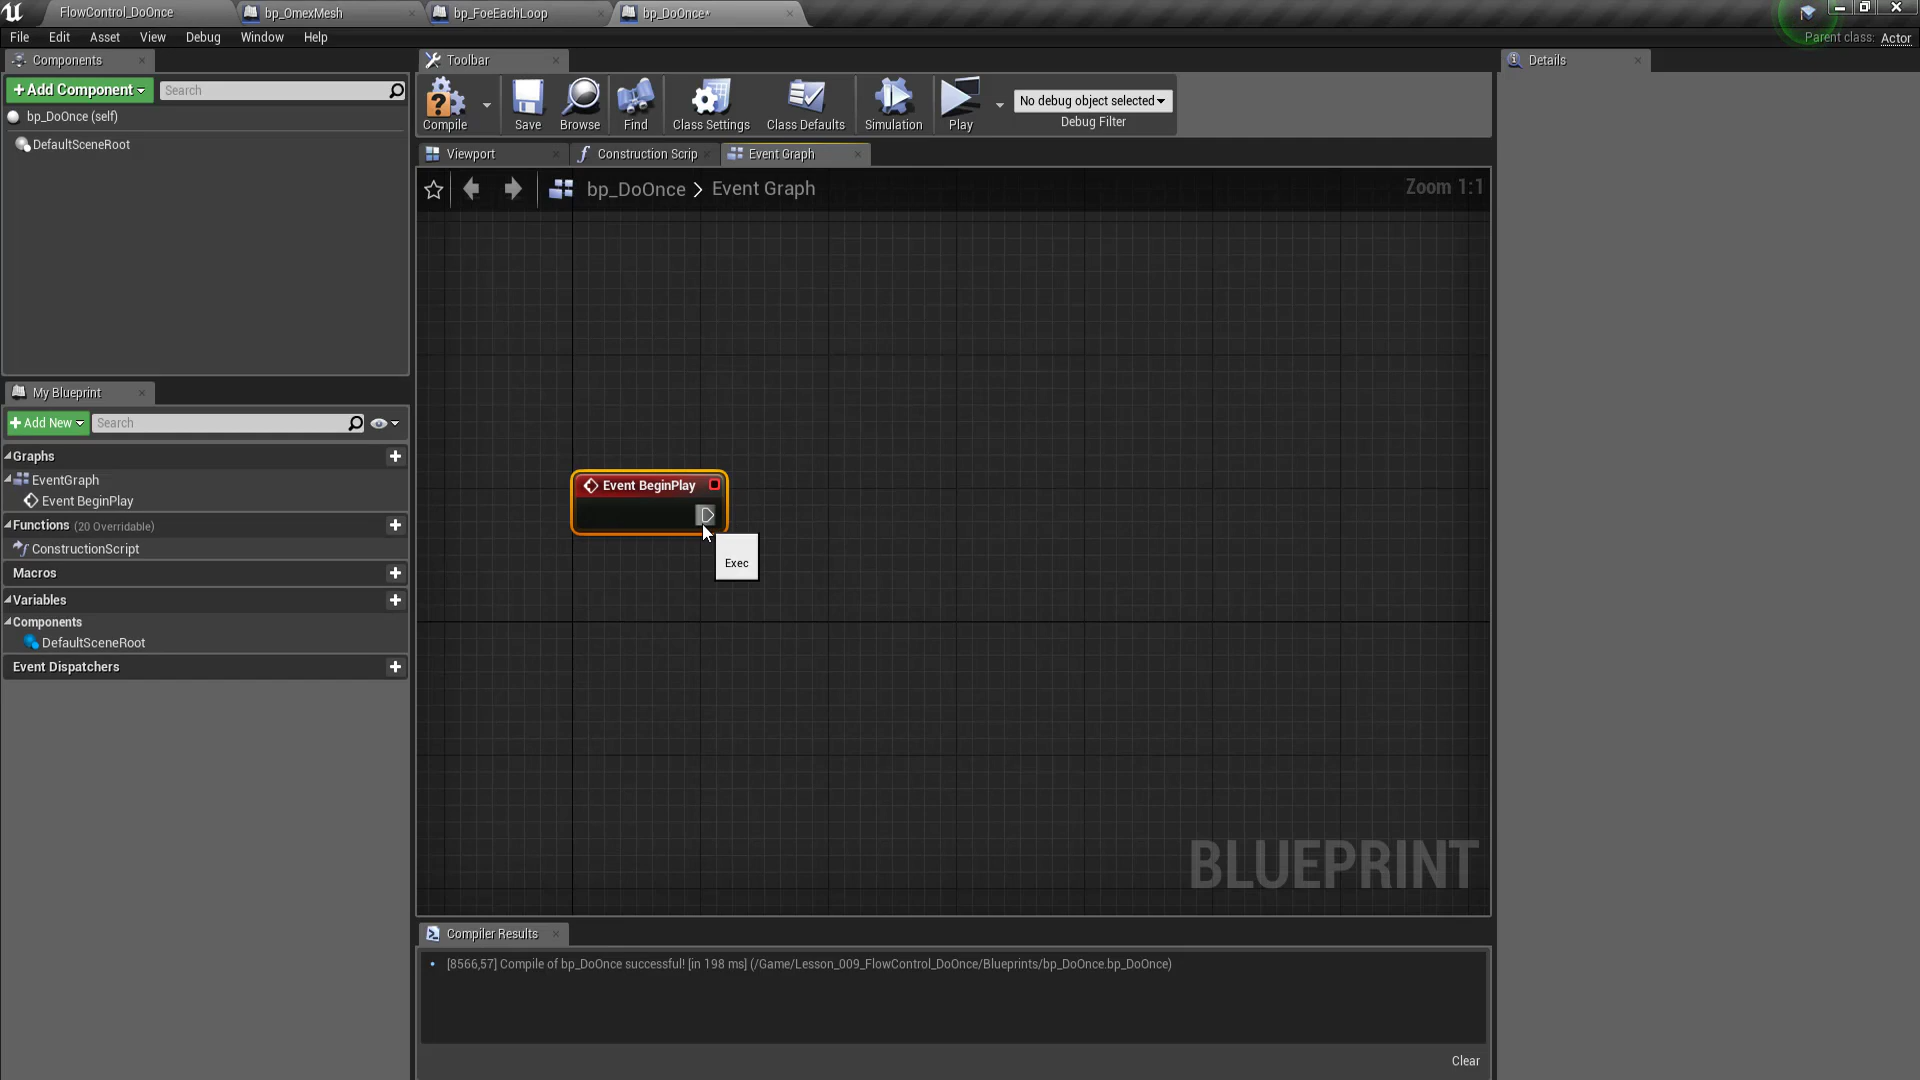 FlowControl_DoOnce
bp_OmexMesh
bp_FoeEachLoop
bp_DoOnce*
File Edit Asset View Debug Window Help
Parent class: Actor
Components
+Add Component
Search
bp_DoOnce (self)
DefaultSceneRoot
Toolbar
Compile
Save
Browse
Find
Class Settings
Class Defaults
Simulation
Play
No debug object selected
Debug Filter
Details
Viewport
Construction Scrip
Event Graph
bp_DoOnce > Event Graph
Zoom 1:1
My Blueprint
+Add New
Search
Graphs
EventGraph
Event BeginPlay
Functions (20 Overridable)
ConstructionScript
Macros
Variables
Components
DefaultSceneRoot
Event Dispatchers
Event BeginPlay
Exec
BLUEPRINT
Compiler Results
[8566,57] Compile of bp_DoOnce successful! [in 198 ms] (/Game/Lesson_009_FlowControl_DoOnce/Blueprints/bp_DoOnce.bp_DoOnce)
Clear